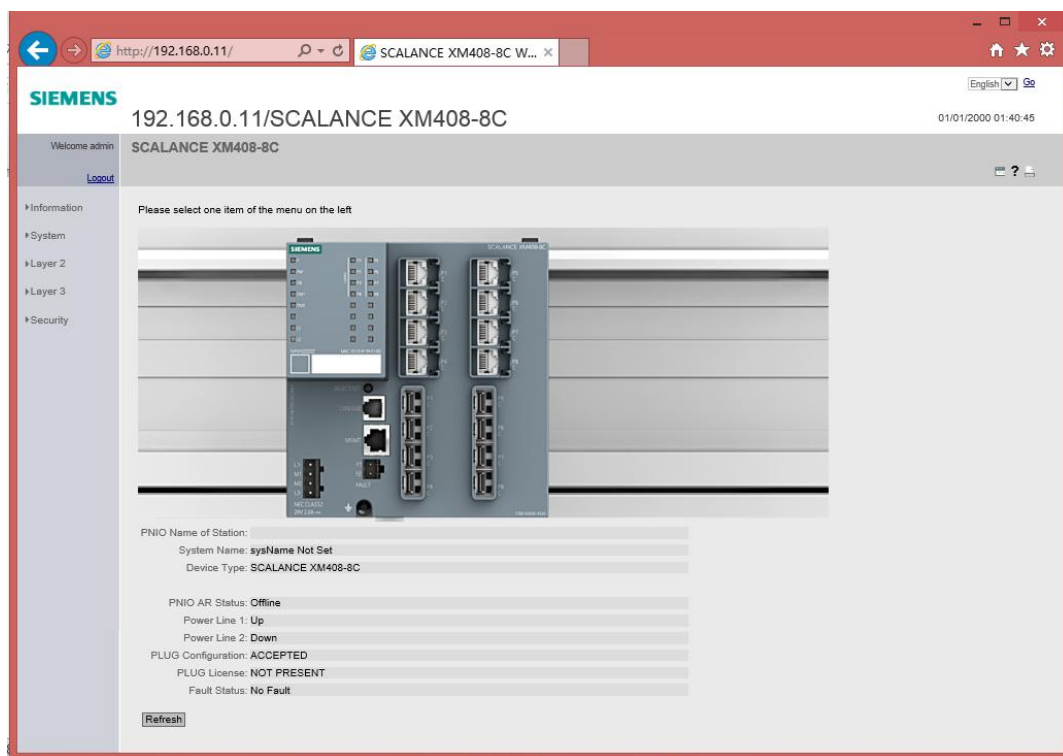 http://192.168.0.11/
SCALANCE XM408-8C W...
English Go
SIEMENS
192.168.0.11/SCALANCE XM408-8C
01/01/2000 01:40:45
Welcome admin
SCALANCE XM408-8C
Logout
?
Information
System
Layer 2
Layer 3
Security
Please select one item of the menu on the left
SIEMENS
SCALANCE XM408-8C
CONSOLE
MGMT
FAULT
NEC CLASS2
PNIO Name of Station:
System Name: sysName Not Set
Device Type: SCALANCE XM408-8C
PNIO AR Status: Offline
Power Line 1: Up
Power Line 2: Down
PLUG Configuration: ACCEPTED
PLUG License: NOT PRESENT
Fault Status: No Fault
Refresh